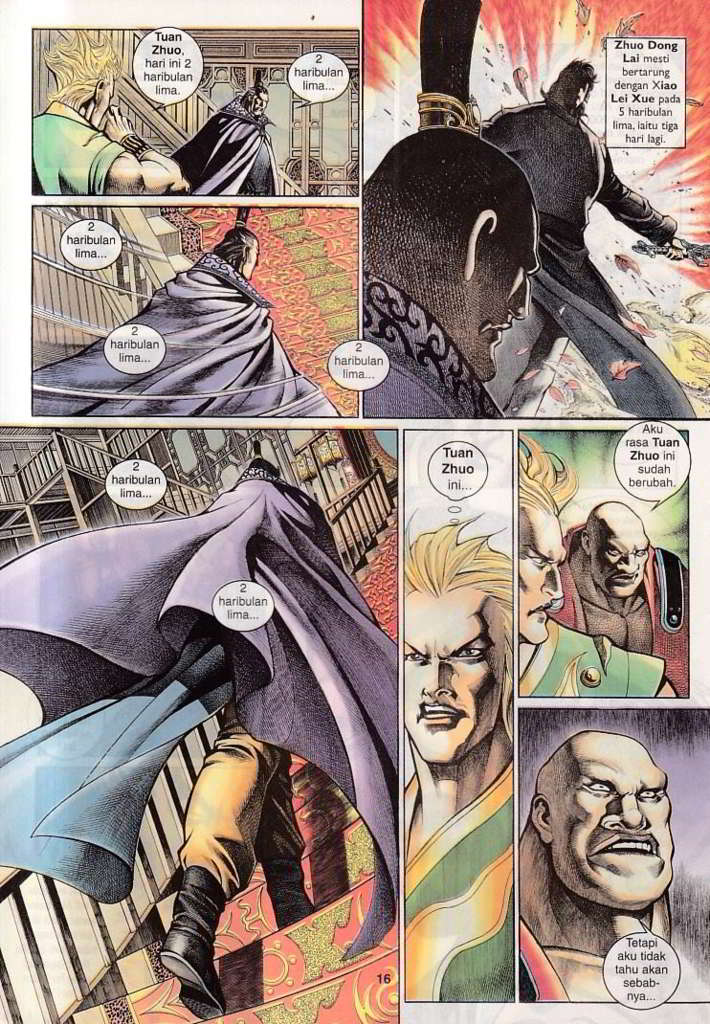 Tuan
Zhuo,
hari ini 2
haribulan
lima.
2
haribulan
lima...
Zhuo Dong
Lai mesti
bertarung
dengan Xiao
Lei Xue pada
5 haribulan
lima, iaitu tiga
hari lagi.
2
haribulan
lima...
2
haribulan
lima...
2
haribulan
lima...
2
haribulan
lima...
2
haribulan
lima...
Tuan
Zhuo
ini...
Aku
rasa Tuan
Zhuo ini
sudah
berubah.
Tetapi
aku tidak
tahu akan
sebab-
nya...
16